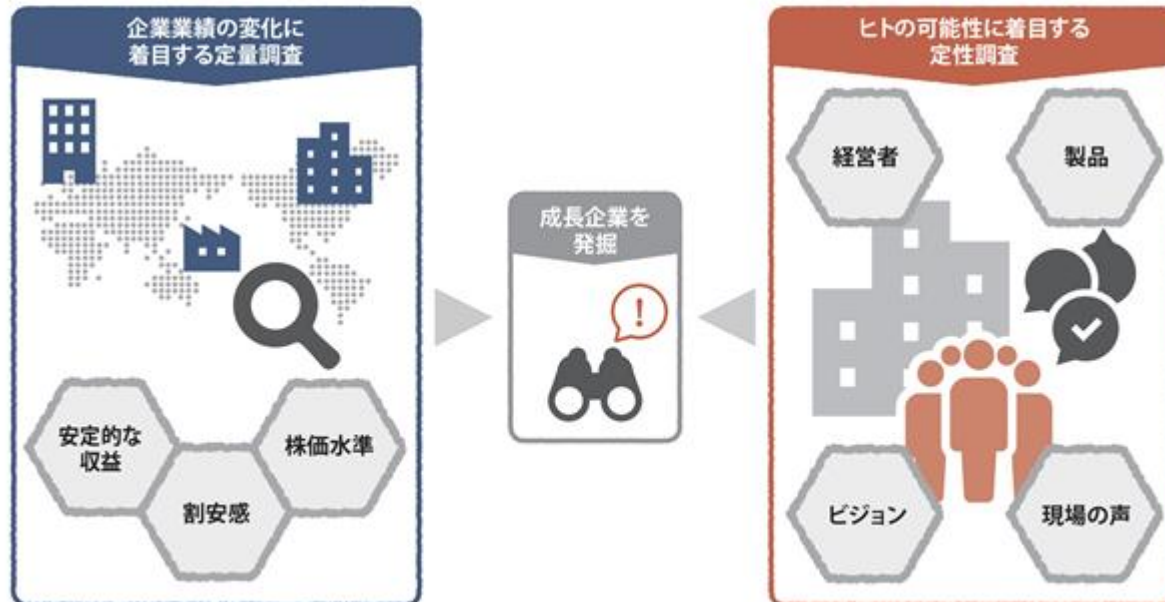 企業業績の変化に
着目する定量調査
安定的な
収益
割安感
株価水準
成長企業を
発掘
!
ヒトの可能性に着目する
定性調査
経営者
製品
ビジョン
現場の声